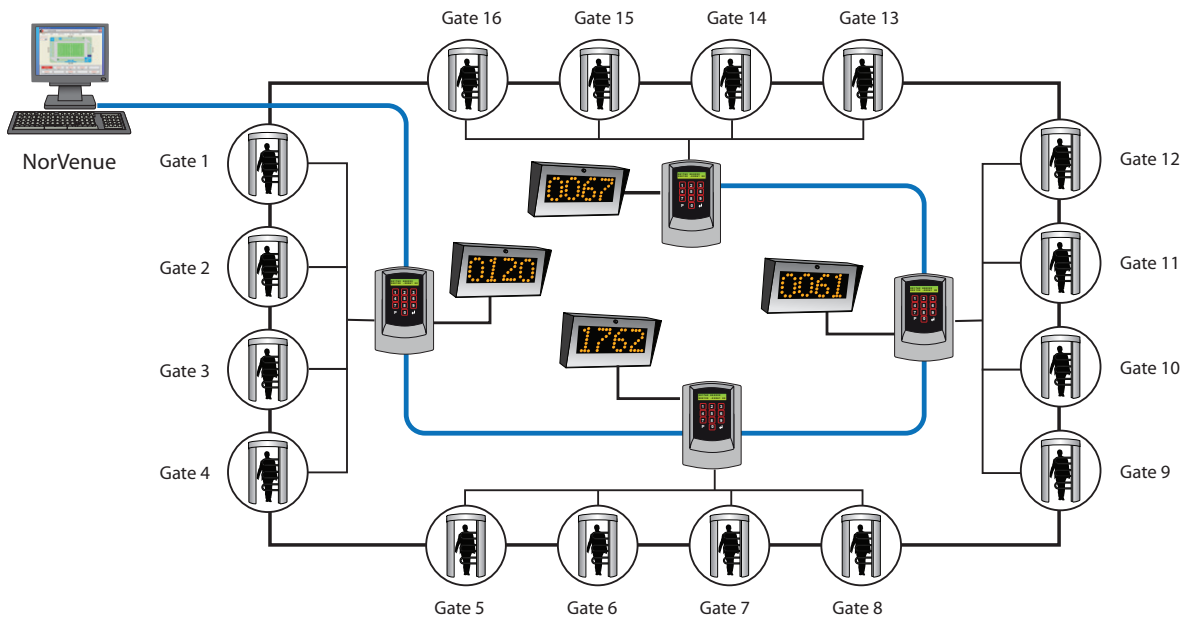 Gate 16
Gate 15
Gate 14
Gate 13
NorVenue
Gate 1
Gate 12
0067
Gate 2
0120
0061
Gate 11
1762
Gate 3
Gate 10
Gate 4
Gate 9
Gate 5
Gate 6
Gate 7
Gate 8